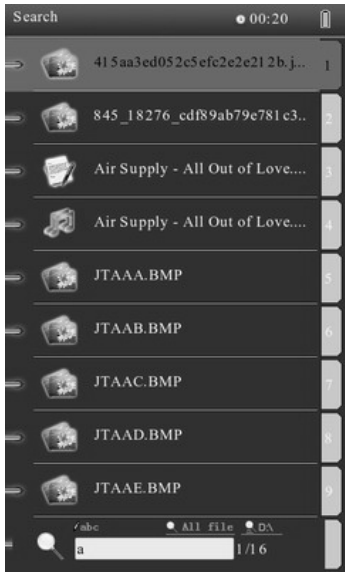 Search 00:20
415aa3ed052c5efc2e2e212b.j... 1
845_18276_cdf89ab79e781c3... 2
Air Supply - All Out of Love.... 3
Air Supply - All Out of Love.... 4
JTAAA.BMP 5
JTAAB.BMP 6
JTAAC.BMP 7
JTAAD.BMP 8
JTAAE.BMP 9
/abc All file D:\
a 1/16